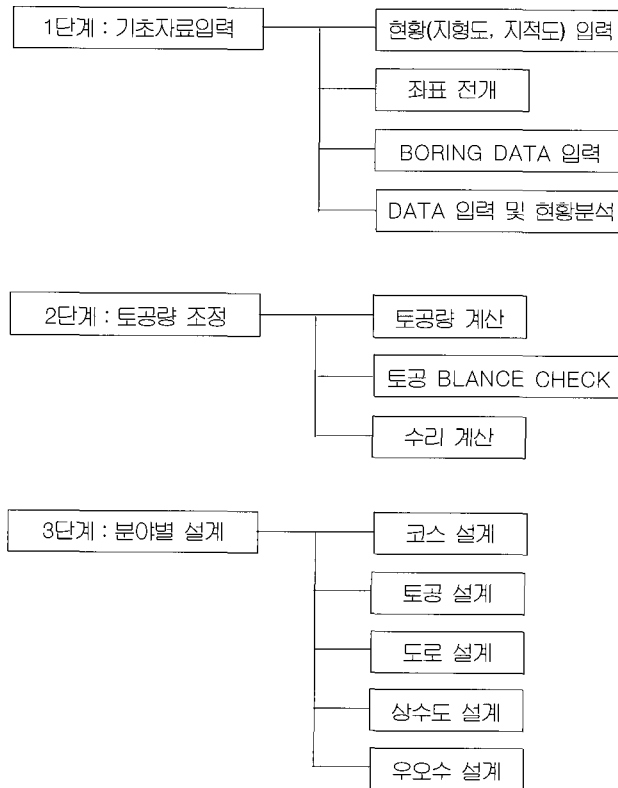 1단계 : 기초자료입력
현황(지형도, 지적도) 입력
좌표 전개
BORING DATA 입력
DATA 입력 및 현황분석
2단계 : 토공량 조정
토공량 계산
토공 BLANCE CHECK
수리 계산
3단계 : 분야별 설계
코스 설계
토공 설계
도로 설계
상수도 설계
우오수 설계